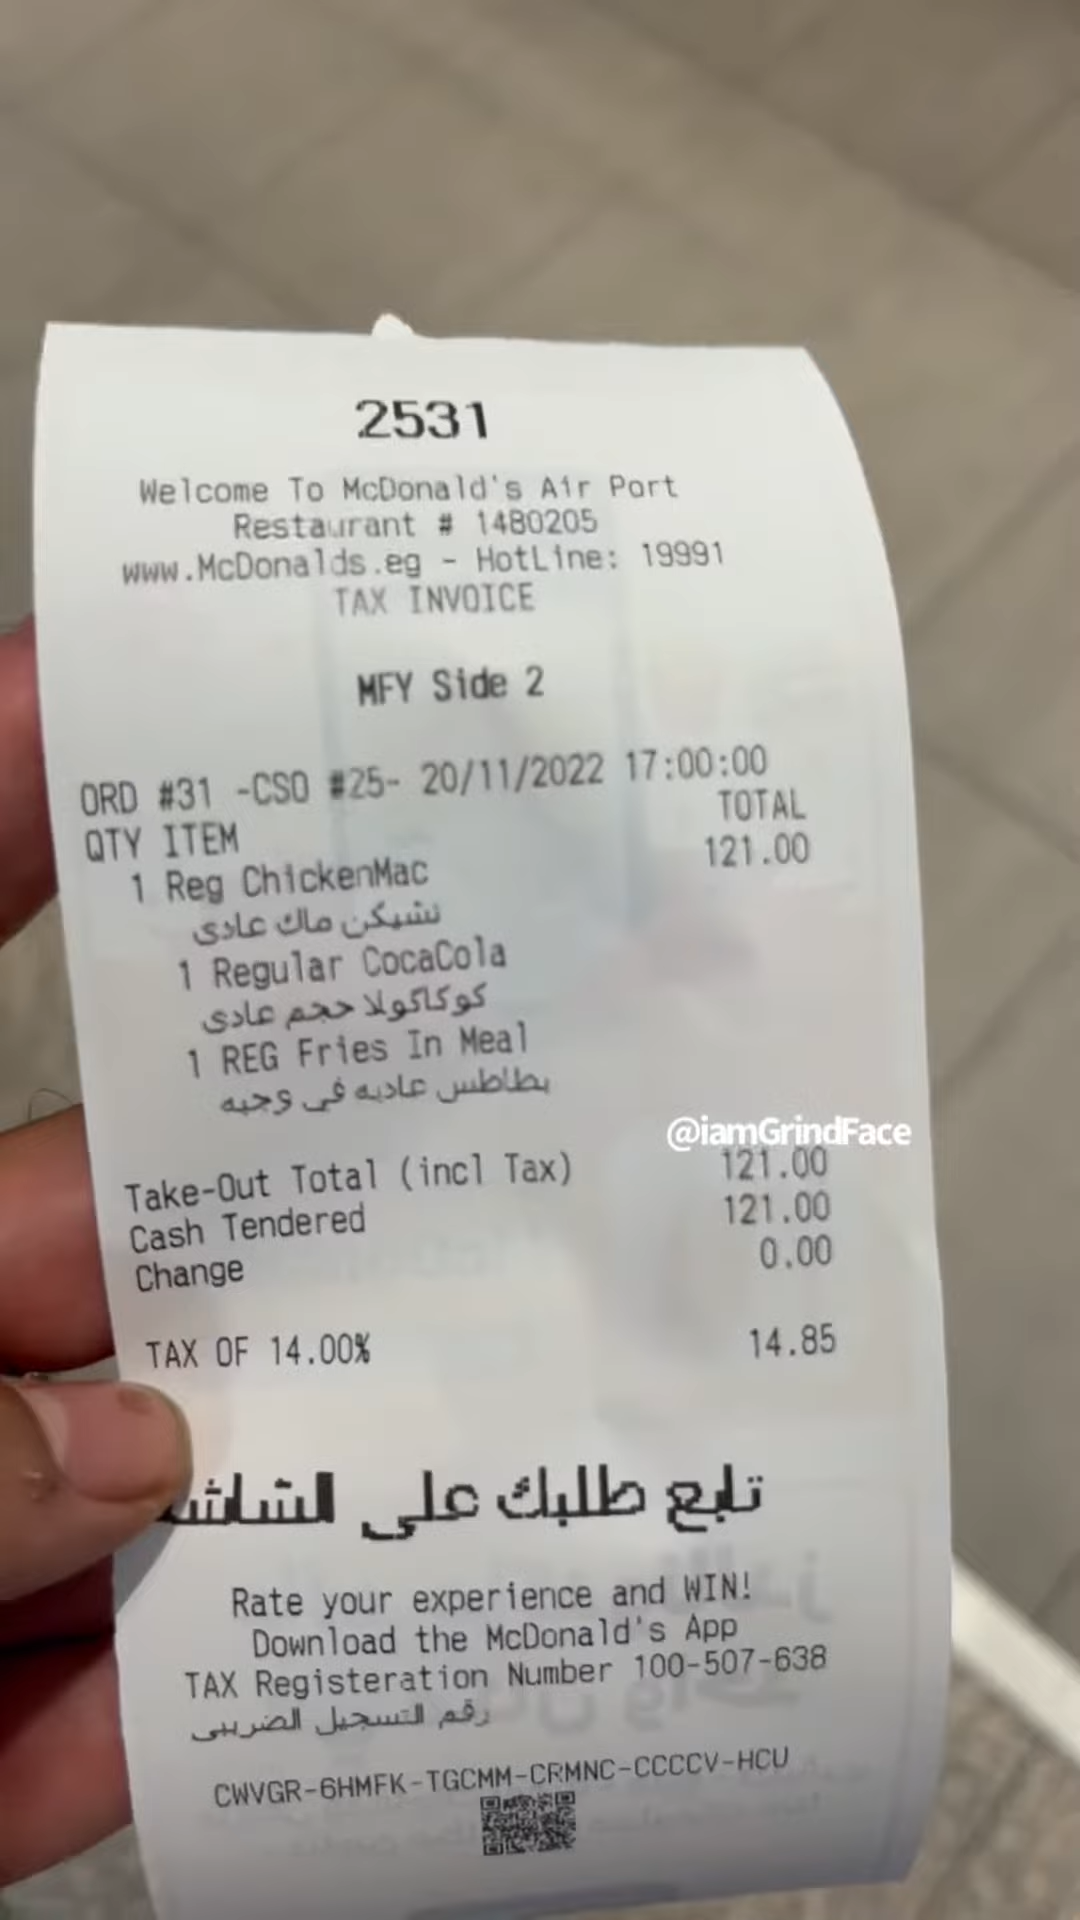 2531
Welcome To McDonald's Air Port
Restaurant # 1480205
www.McDonalds.eg - HotLine: 19991
TAX INVOICE
MFY Side 2
ORD #31 -CSO #25- 20/11/2022 17:00:00
QTY ITEM TOTAL
1 Reg ChickenMac 121.00
تشيكن ماك عادى
1 Regular CocaCola
كوكاكولا حجم عادى
1 REG Fries In Meal
بطاطس عاديه فى وجبه
@iamGrindFace
Take-Out Total (incl Tax) 121.00
Cash Tendered 121.00
Change 0.00
TAX OF 14.00% 14.85
تابع طلبك على الشاش
Rate your experience and WIN!
Download the McDonald's App
TAX Registeration Number 100-507-638
رقم التسجيل الضريبى
CWVGR-6HMFK-TGCMM-CRMNC-CCCCV-HCU